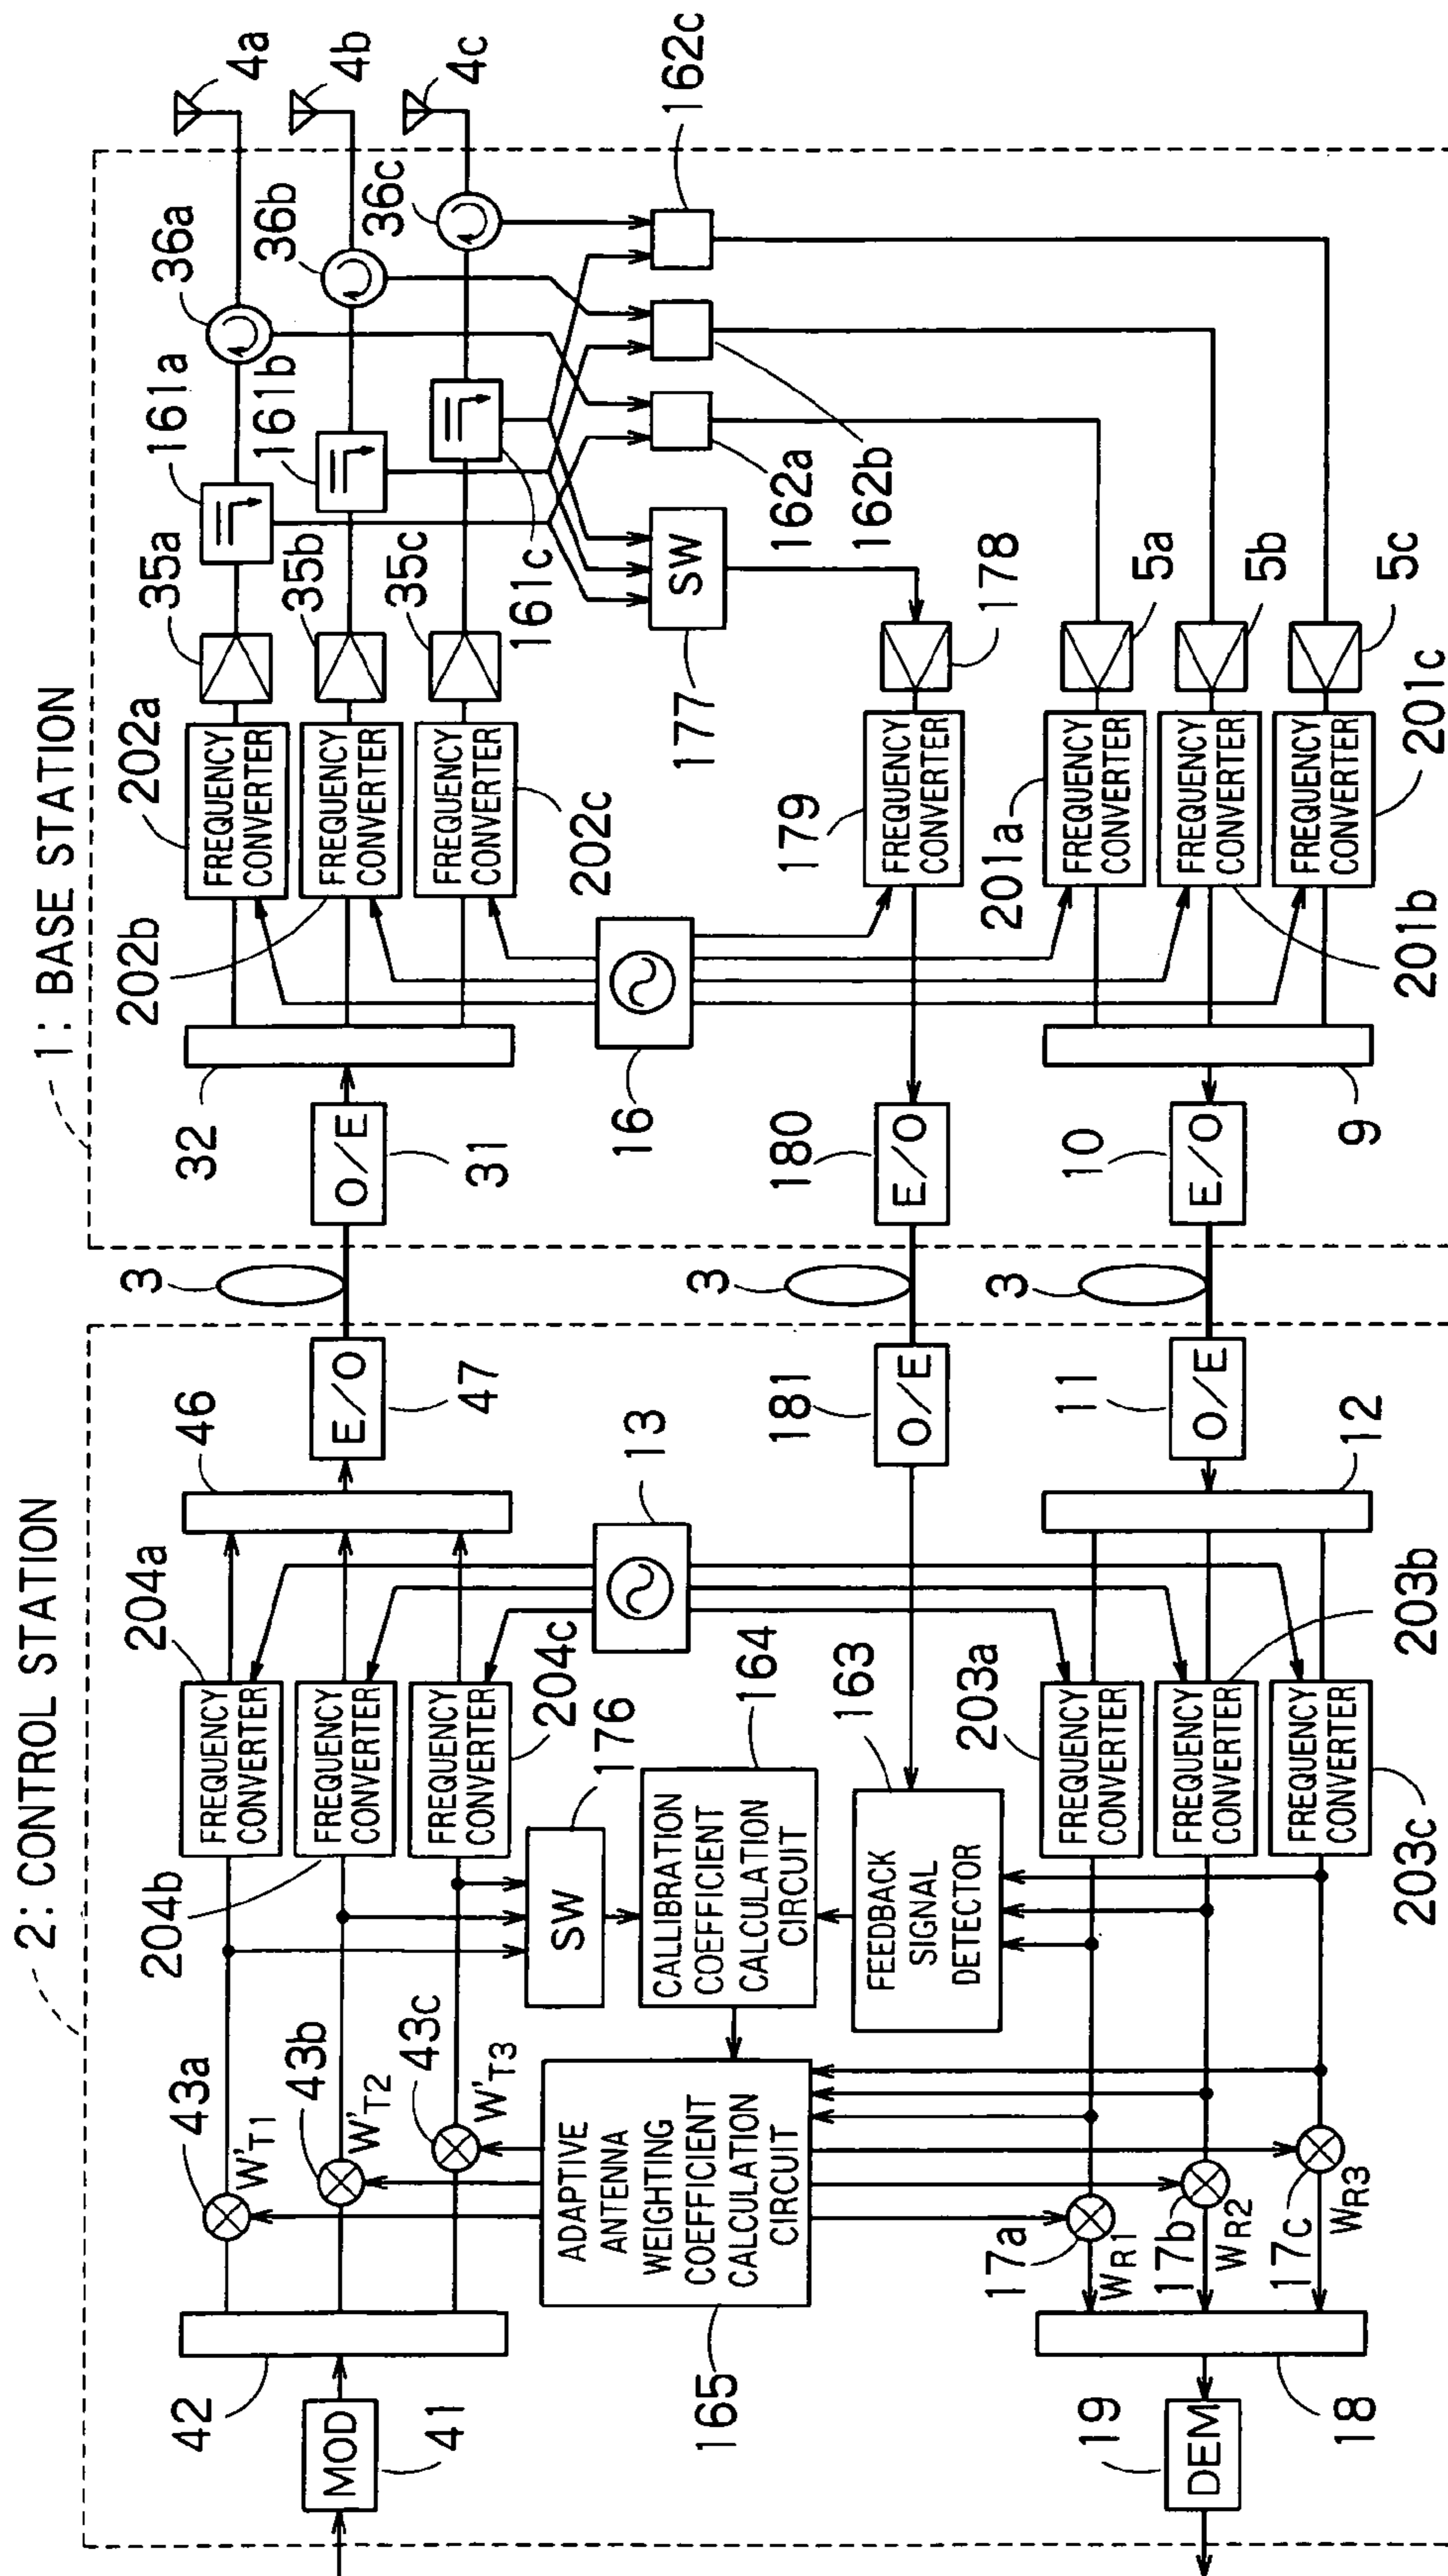 2: CONTROL STATION
1: BASE STATION
MOD
41
42
43a
W'T1
43b
W'T2
43c
W'T3
204a
FREQUENCY
CONVERTER
204b
FREQUENCY
CONVERTER
204c
FREQUENCY
CONVERTER
46
E/O
47
3
O/E
31
32
202a
FREQUENCY
CONVERTER
202b
FREQUENCY
CONVERTER
202c
FREQUENCY
CONVERTER
35a
35b
35c
161a
161b
161c
36a
36b
36c
4a
4b
4c
SW
176
13
16
SW
177
162a
162b
162c
165
ADAPTIVE
ANTENNA
WEIGHTING
COEFFICIENT
CALCULATION
CIRCUIT
164
CALLIBRATION
COEFFICIENT
CALCULATION
CIRCUIT
163
FEEDBACK
SIGNAL
DETECTOR
181
O/E
3
180
E/O
179
FREQUENCY
CONVERTER
178
19
DEM
18
17a
WR1
17b
WR2
17c
WR3
203a
FREQUENCY
CONVERTER
203b
FREQUENCY
CONVERTER
203c
FREQUENCY
CONVERTER
12
11
O/E
3
10
E/O
9
201a
FREQUENCY
CONVERTER
201b
FREQUENCY
CONVERTER
201c
FREQUENCY
CONVERTER
5a
5b
5c